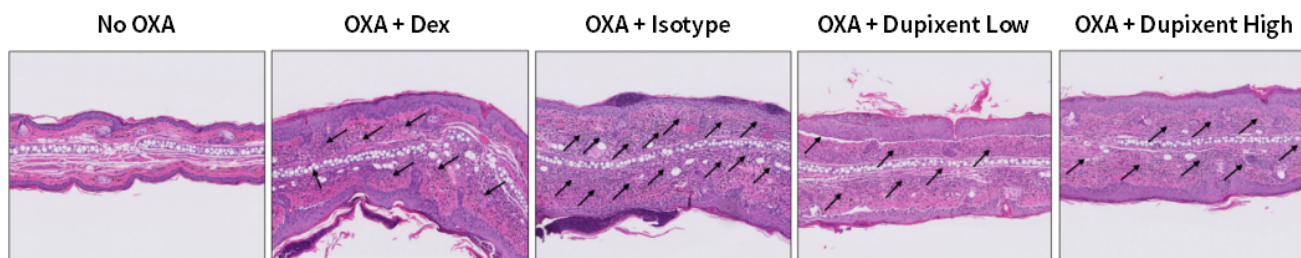 No OXA
OXA + Dex
OXA + Isotype
OXA + Dupixent Low
OXA + Dupixent High